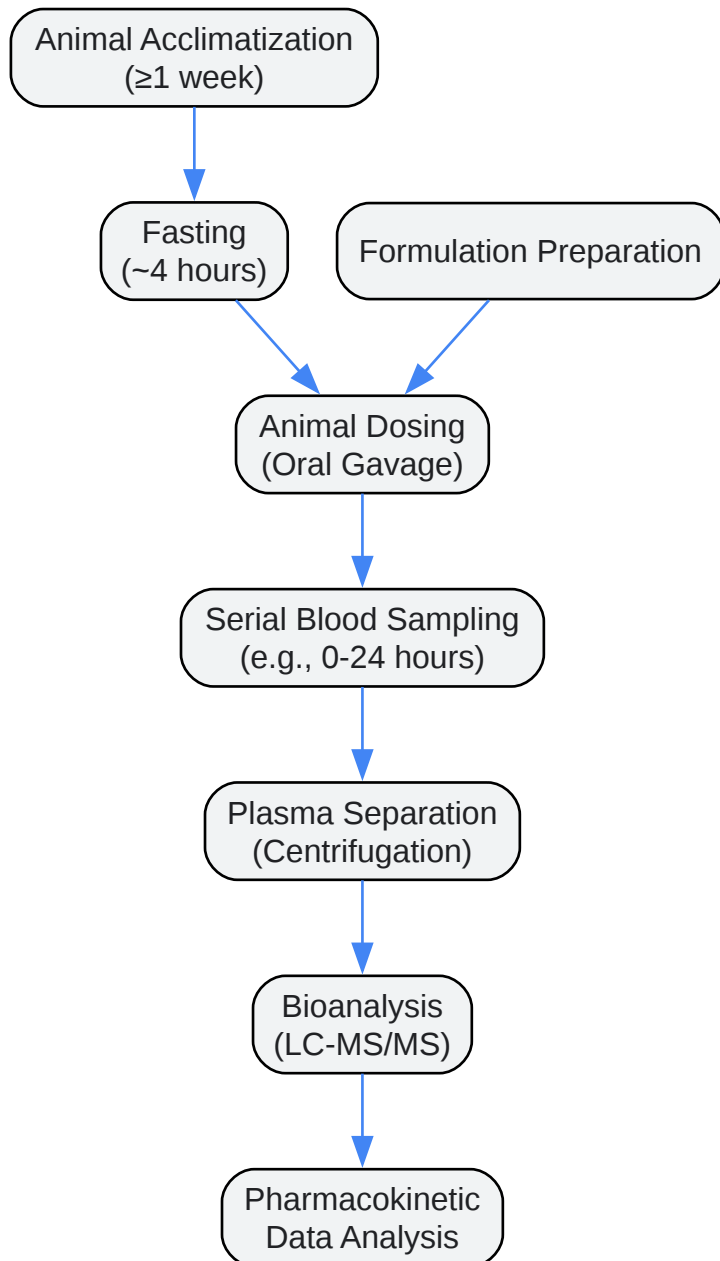 Animal Acclimatization
(≥1 week)
Fasting
(~4 hours)
Formulation Preparation
Animal Dosing
(Oral Gavage)
Serial Blood Sampling
(e.g., 0-24 hours)
Plasma Separation
(Centrifugation)
Bioanalysis
(LC-MS/MS)
Pharmacokinetic
Data Analysis